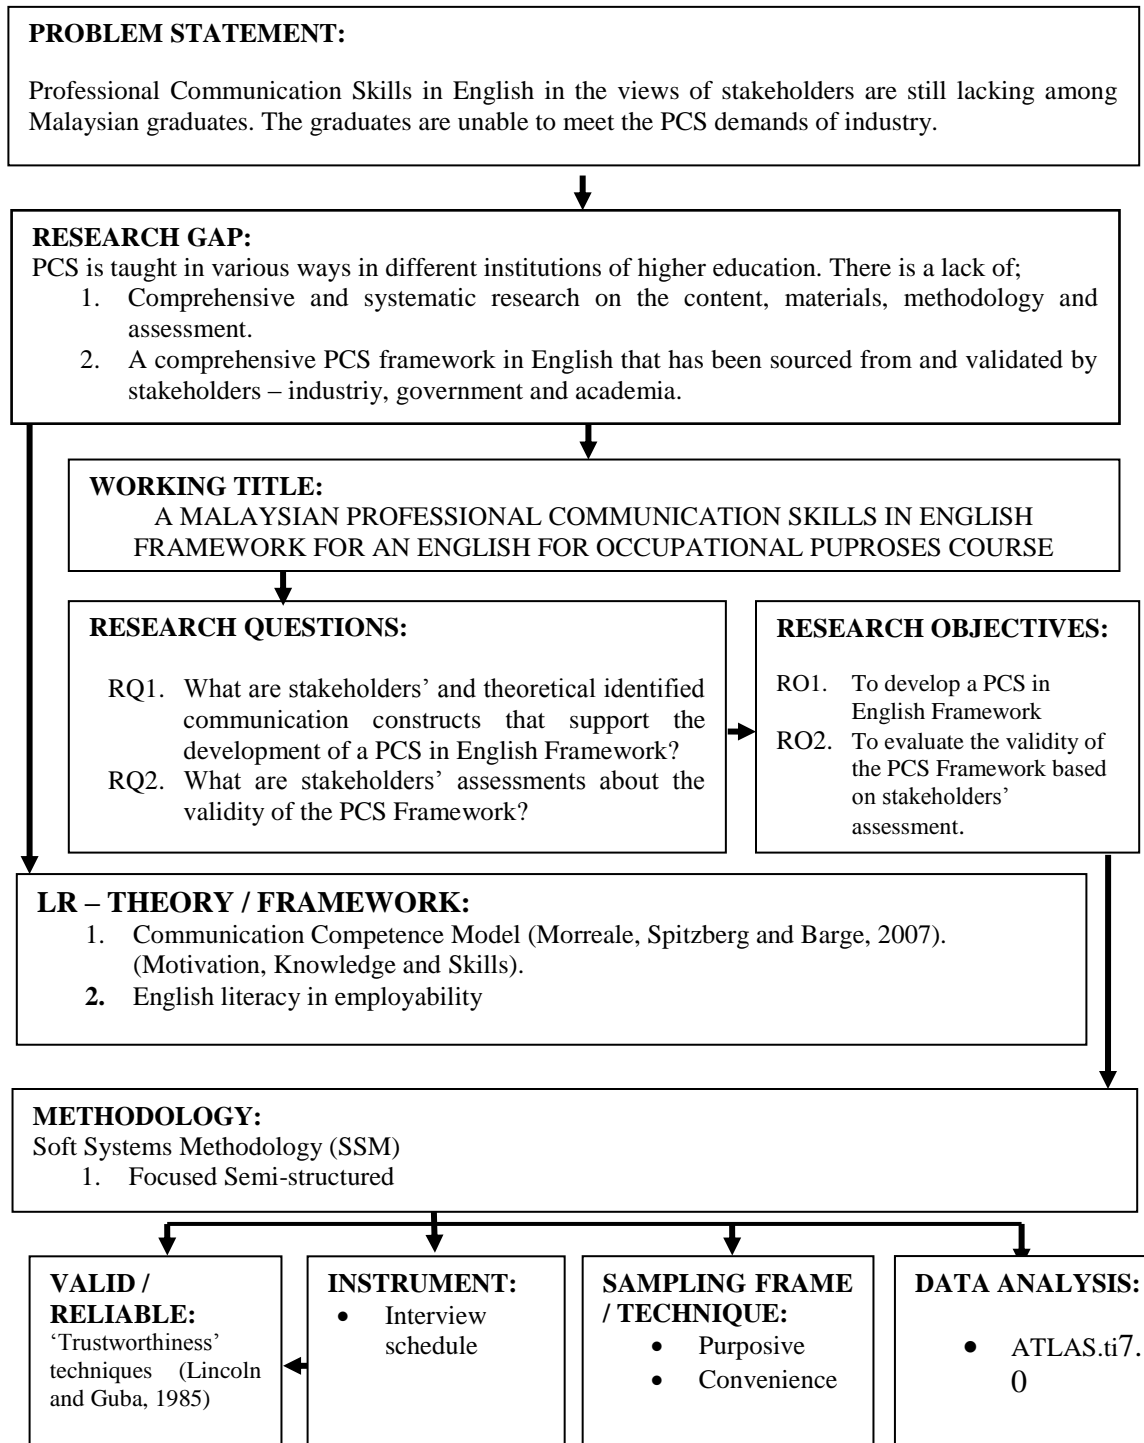 PROBLEM STATEMENT:
Professional Communication Skills in English in the views of stakeholders are still lacking among
Malaysian graduates. The graduates are unable to meet the PCS demands of industry.
RESEARCH GAP:
PCS is taught in various ways in different institutions of higher education. There is a lack of;
1. Comprehensive and systematic research on the content, materials, methodology and
assessment.
2. A comprehensive PCS framework in English that has been sourced from and validated by
stakeholders – industriy, government and academia.
WORKING TITLE:
A MALAYSIAN PROFESSIONAL COMMUNICATION SKILLS IN ENGLISH
FRAMEWORK FOR AN ENGLISH FOR OCCUPATIONAL PUPROSES COURSE
RESEARCH QUESTIONS:
RQ1. What are stakeholders’ and theoretical identified
communication constructs that support the
development of a PCS in English Framework?
RQ2. What are stakeholders’ assessments about the
validity of the PCS Framework?
RESEARCH OBJECTIVES:
RO1. To develop a PCS in
English Framework
RO2. To evaluate the validity of
the PCS Framework based
on stakeholders’
assessment.
LR – THEORY / FRAMEWORK:
1. Communication Competence Model (Morreale, Spitzberg and Barge, 2007).
(Motivation, Knowledge and Skills).
2. English literacy in employability
METHODOLOGY:
Soft Systems Methodology (SSM)
1. Focused Semi-structured
VALID /
RELIABLE:
‘Trustworthiness’
techniques (Lincoln
and Guba, 1985)
INSTRUMENT:
• Interview
schedule
SAMPLING FRAME
/ TECHNIQUE:
• Purposive
• Convenience
DATA ANALYSIS:
• ATLAS.ti7.
0